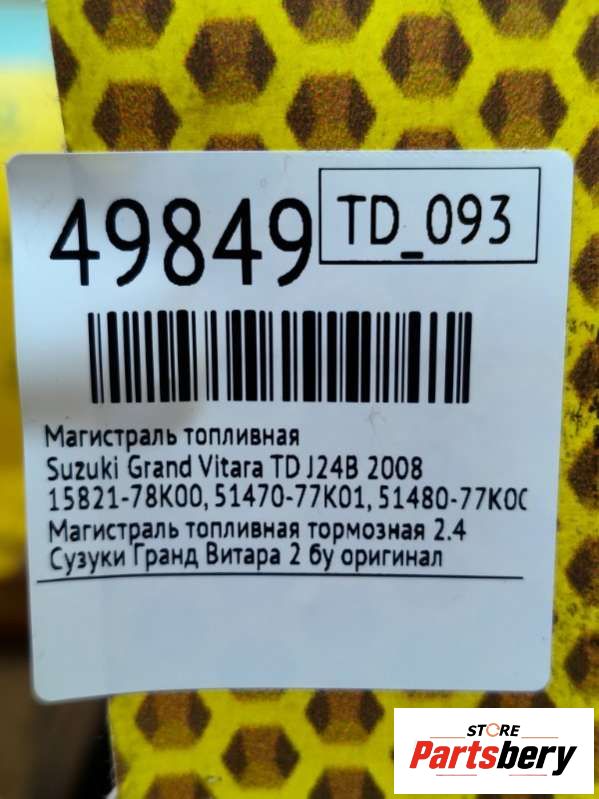 49849 TD_093
Магистраль топливная
Suzuki Grand Vitara TD J24B 2008
15821-78K00, 51470-77K01, 51480-77K00
Магистраль топливная тормозная 2.4
Сузуки Гранд Витара 2 бу оригинал
STORE
Partsbery